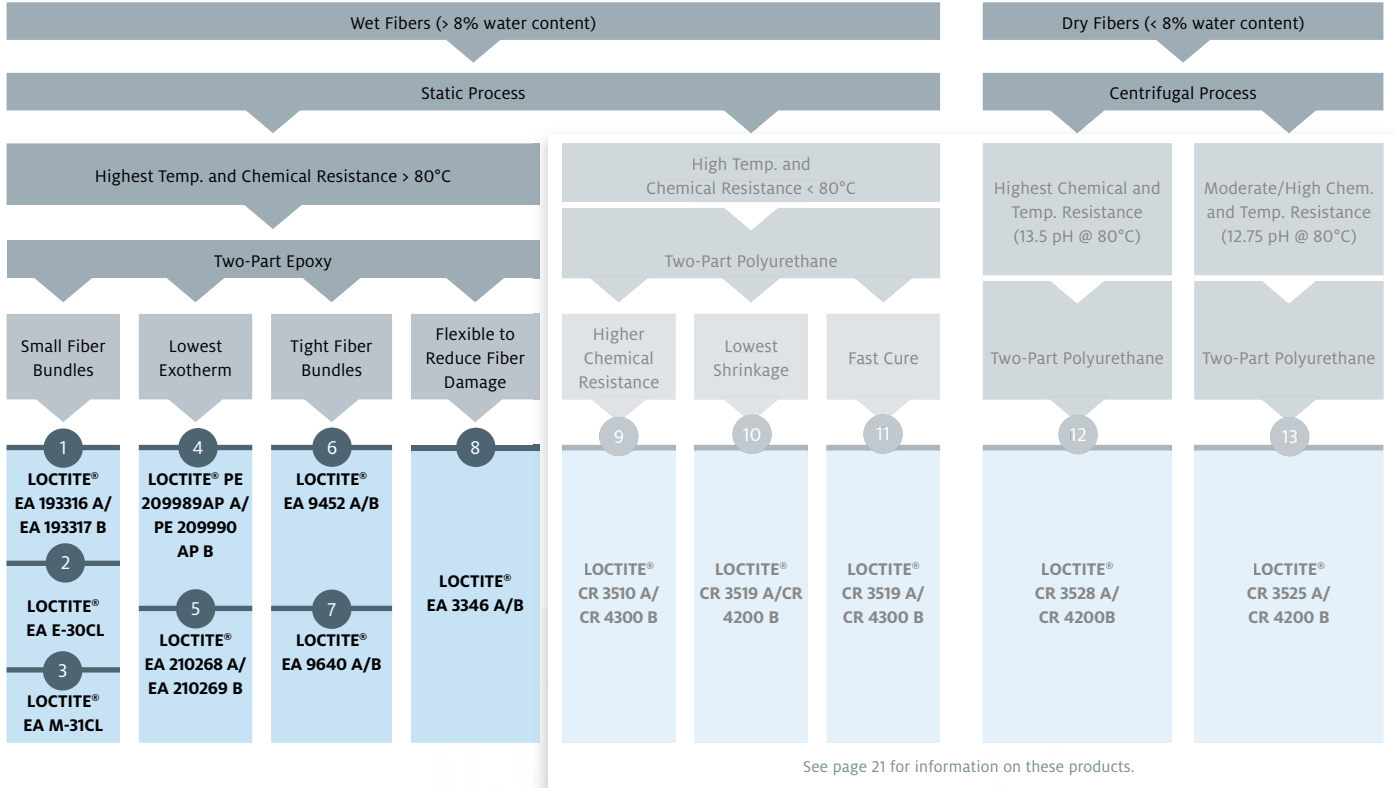 Wet Fibers (> 8% water content)
Dry Fibers (< 8% water content)
Static Process
Centrifugal Process
Highest Temp. and Chemical Resistance > 80°C
High Temp. and
Chemical Resistance < 80°C
Highest Chemical and
Temp. Resistance
(13.5 pH @ 80°C)
Moderate/High Chem.
and Temp. Resistance
(12.75 pH @ 80°C)
Two-Part Epoxy
Two-Part Polyurethane
Small Fiber
Bundles
Lowest
Exotherm
Tight Fiber
Bundles
Flexible to
Reduce Fiber
Damage
Higher
Chemical
Resistance
Lowest
Shrinkage
Fast Cure
Two-Part Polyurethane
Two-Part Polyurethane
1
LOCTITE®
EA 193316 A/
EA 193317 B
2
LOCTITE®
EA E-30CL
3
LOCTITE®
EA M-31CL
4
LOCTITE® PE
209989AP A/
PE 209990
AP B
5
LOCTITE®
EA 210268 A/
EA 210269 B
6
LOCTITE®
EA 9452 A/B
7
LOCTITE®
EA 9640 A/B
8
LOCTITE®
EA 3346 A/B
9
LOCTITE®
CR 3510 A/
CR 4300 B
10
LOCTITE®
CR 3519 A/CR
4200 B
11
LOCTITE®
CR 3519 A/
CR 4300 B
12
LOCTITE®
CR 3528 A/
CR 4200B
13
LOCTITE®
CR 3525 A/
CR 4200 B
See page 21 for information on these products.